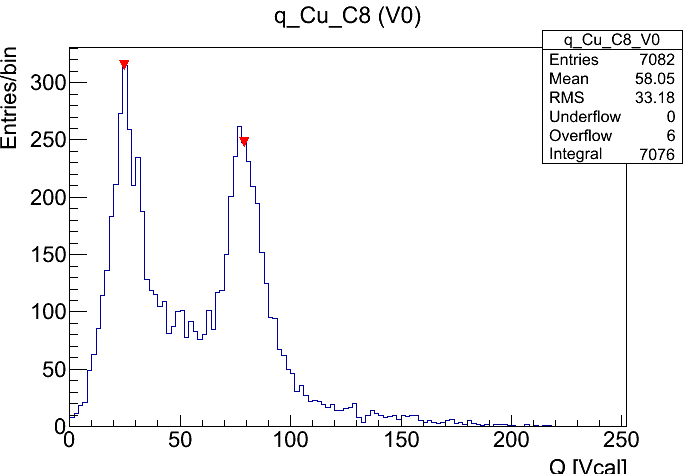 q_Cu_C8 (V0)
q_Cu_C8_V0
Entries 7082
Mean 58.05
RMS 33.18
Underflow 0
Overflow 6
Integral 7076
Entries/bin
300
250
200
150
100
50
0
0 50 100 150 200 250
Q [Vcal]